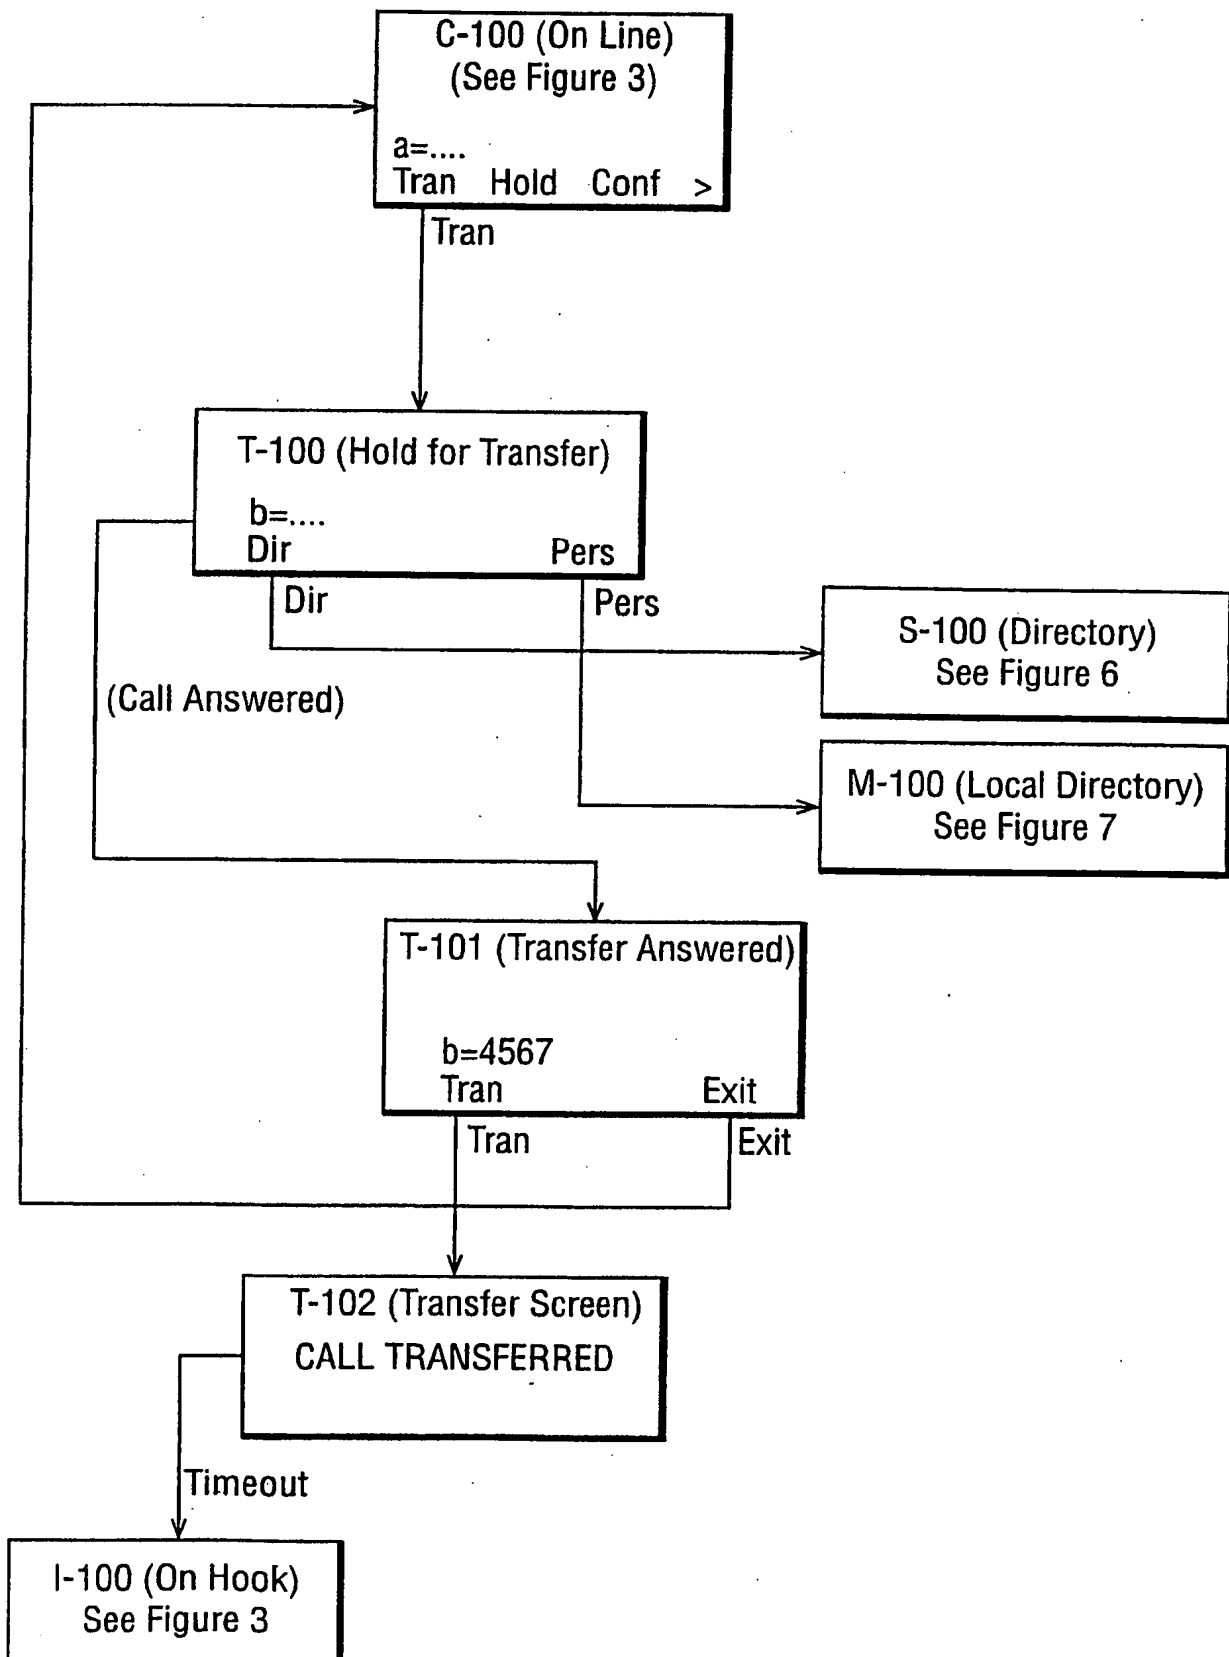 C-100 (On Line)
(See Figure 3)
a=....
Tran Hold Conf >
Tran
T-100 (Hold for Transfer)
b=....
Dir Pers
Dir
Pers
S-100 (Directory)
See Figure 6
(Call Answered)
M-100 (Local Directory)
See Figure 7
T-101 (Transfer Answered)
b=4567
Tran Exit
Tran
Exit
T-102 (Transfer Screen)
CALL TRANSFERRED
Timeout
I-100 (On Hook)
See Figure 3